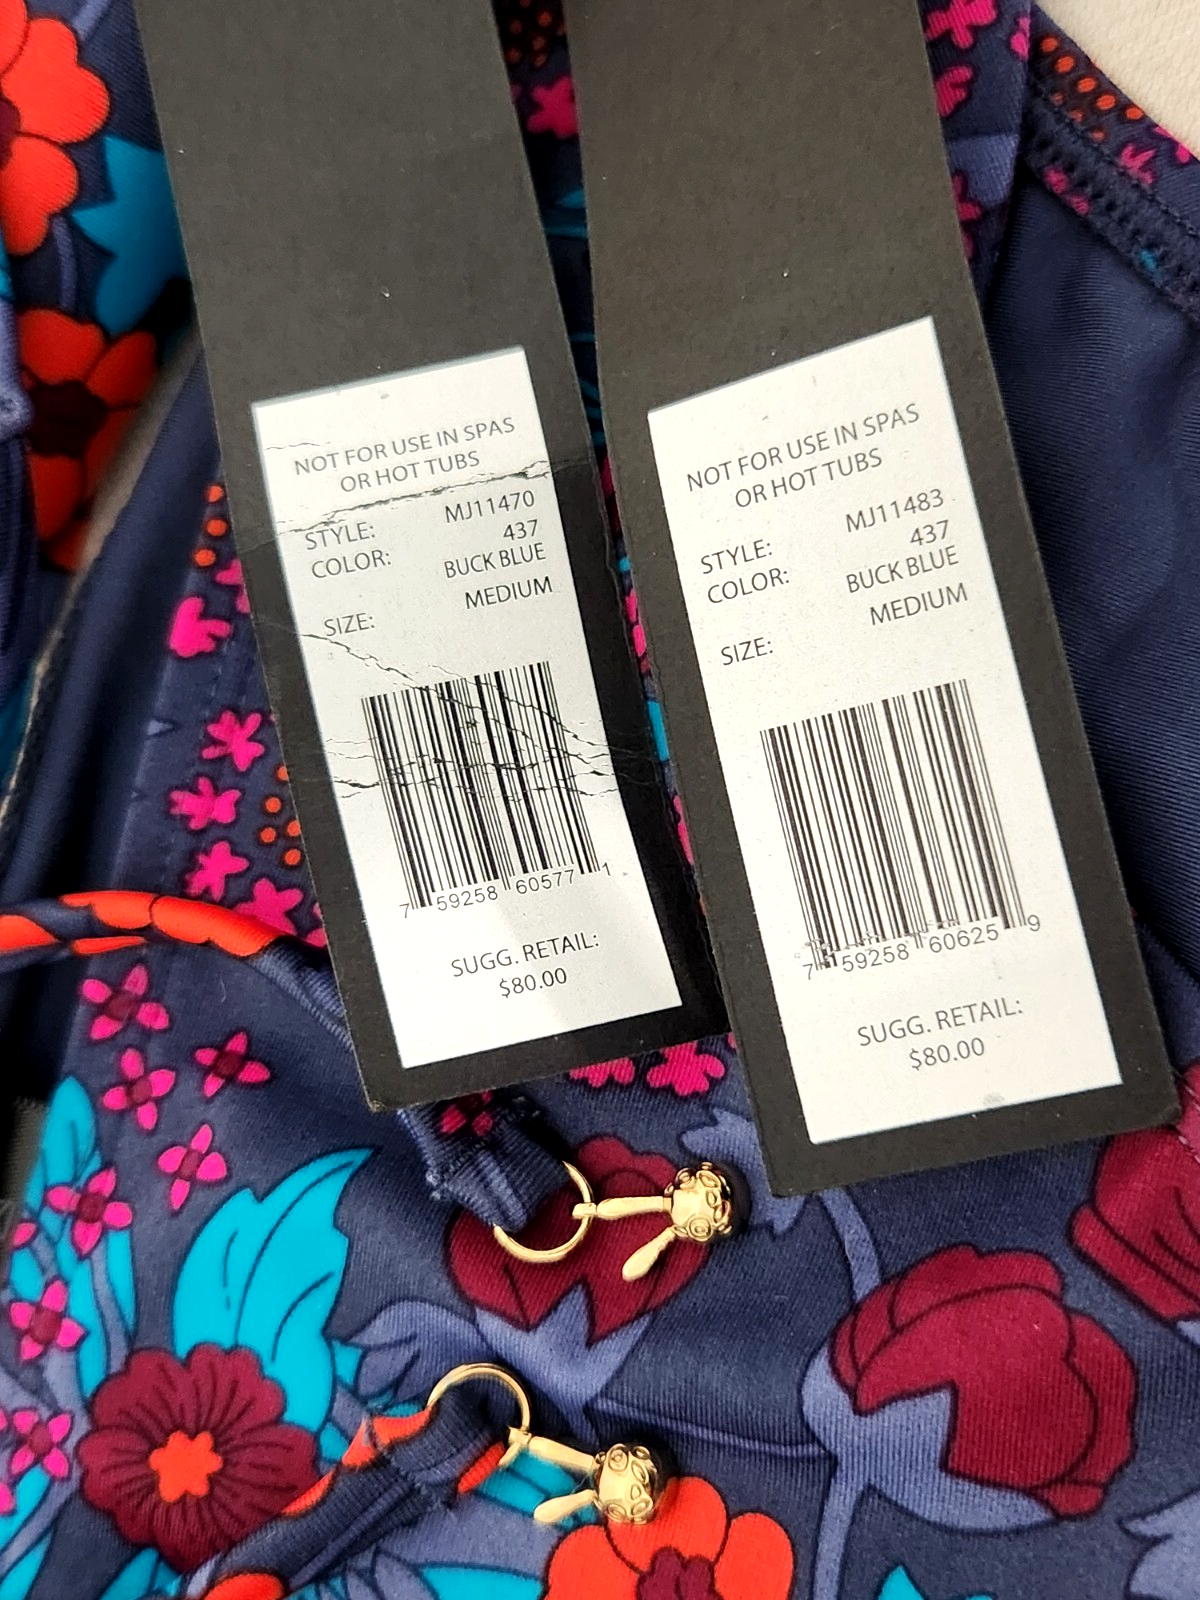 NOT FOR USE IN SPAS
OR HOT TUBS
STYLE: MJ11470
437
COLOR: BUCK BLUE
SIZE: MEDIUM
7 59258 60577 1
SUGG. RETAIL:
$80.00
NOT FOR USE IN SPAS
OR HOT TUBS
STYLE: MJ11483
437
COLOR: BUCK BLUE
SIZE: MEDIUM
7 59258 60625 9
SUGG. RETAIL:
$80.00